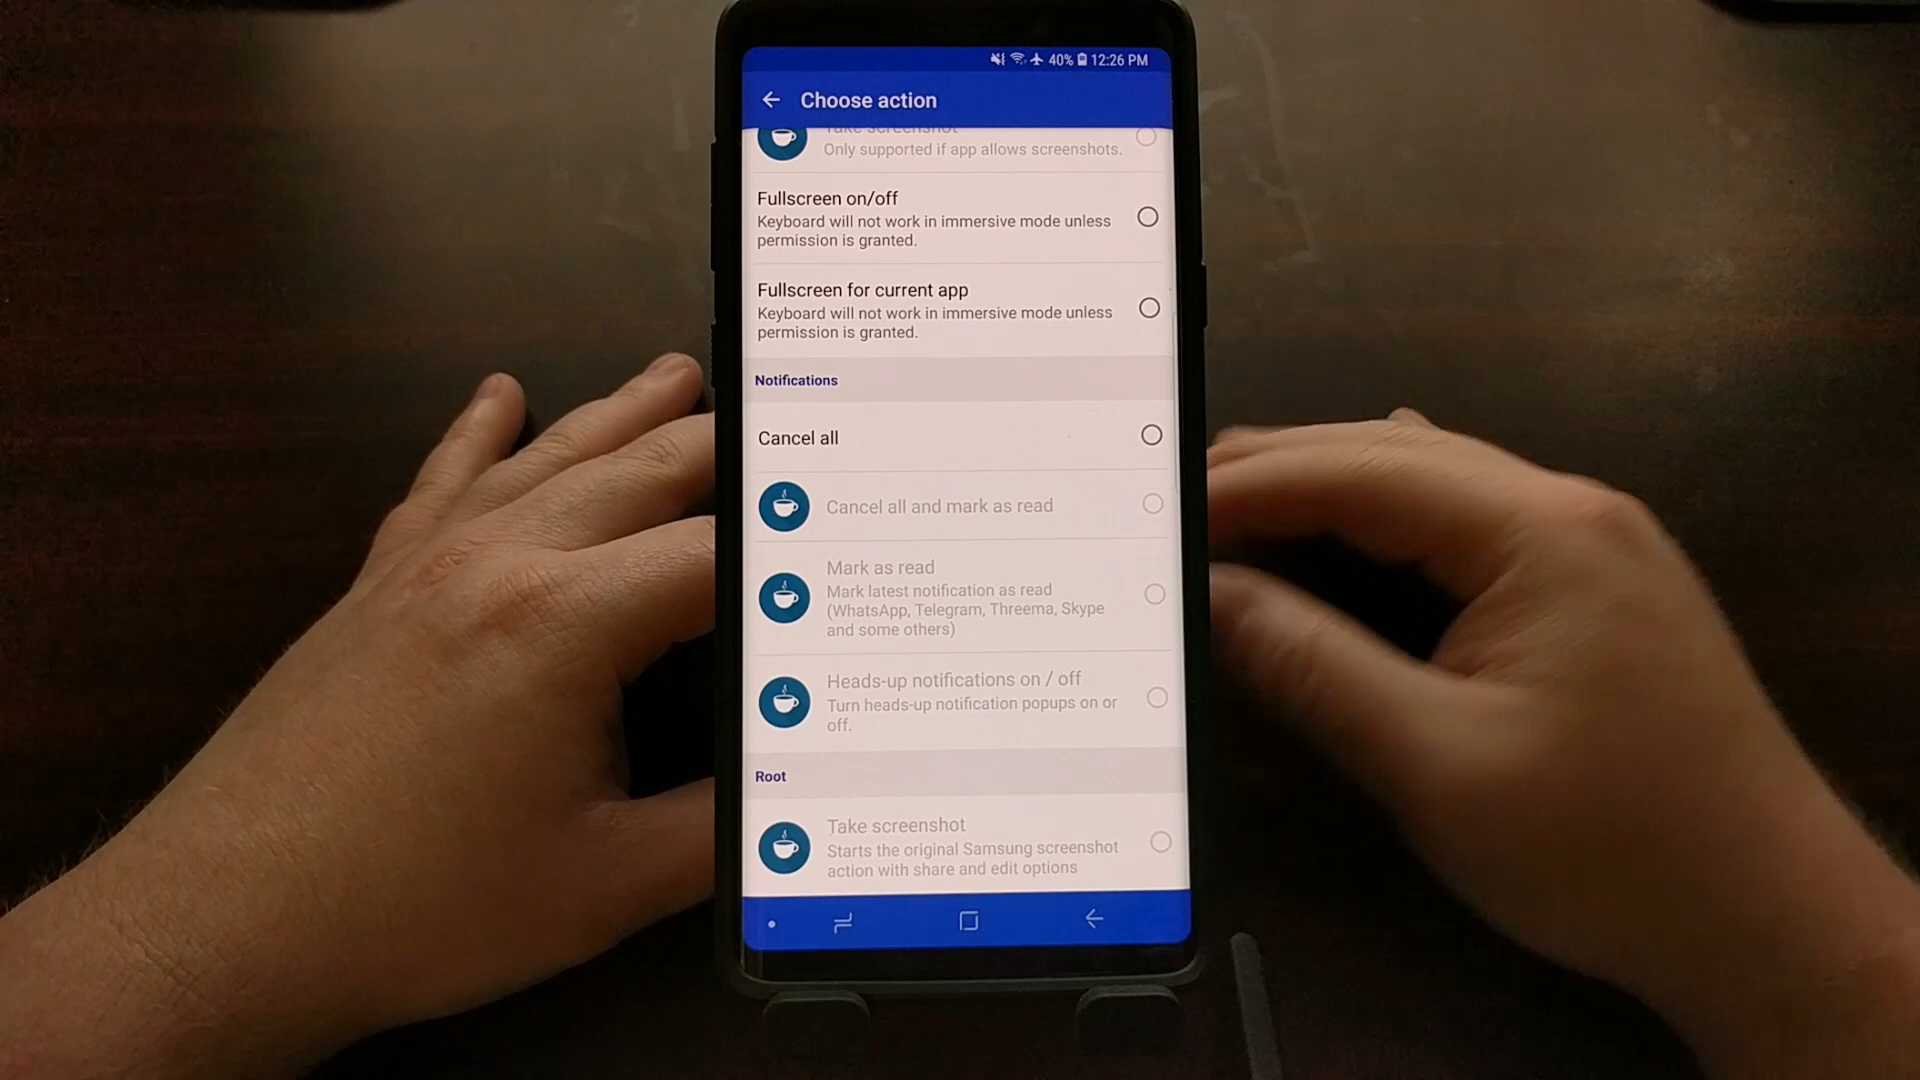 40% 12:26 PM
Choose action
Take screenshot
Only supported if app allows screenshots.
Fullscreen on/off
Keyboard will not work in immersive mode unless
permission is granted.
Fullscreen for current app
Keyboard will not work in immersive mode unless
permission is granted.
Notifications
Cancel all
Cancel all and mark as read
Mark as read
Mark latest notification as read
(WhatsApp, Telegram, Threema, Skype
and some others)
Heads-up notifications on / off
Turn heads-up notification popups on or
off.
Root
Take screenshot
Starts the original Samsung screenshot
action with share and edit options